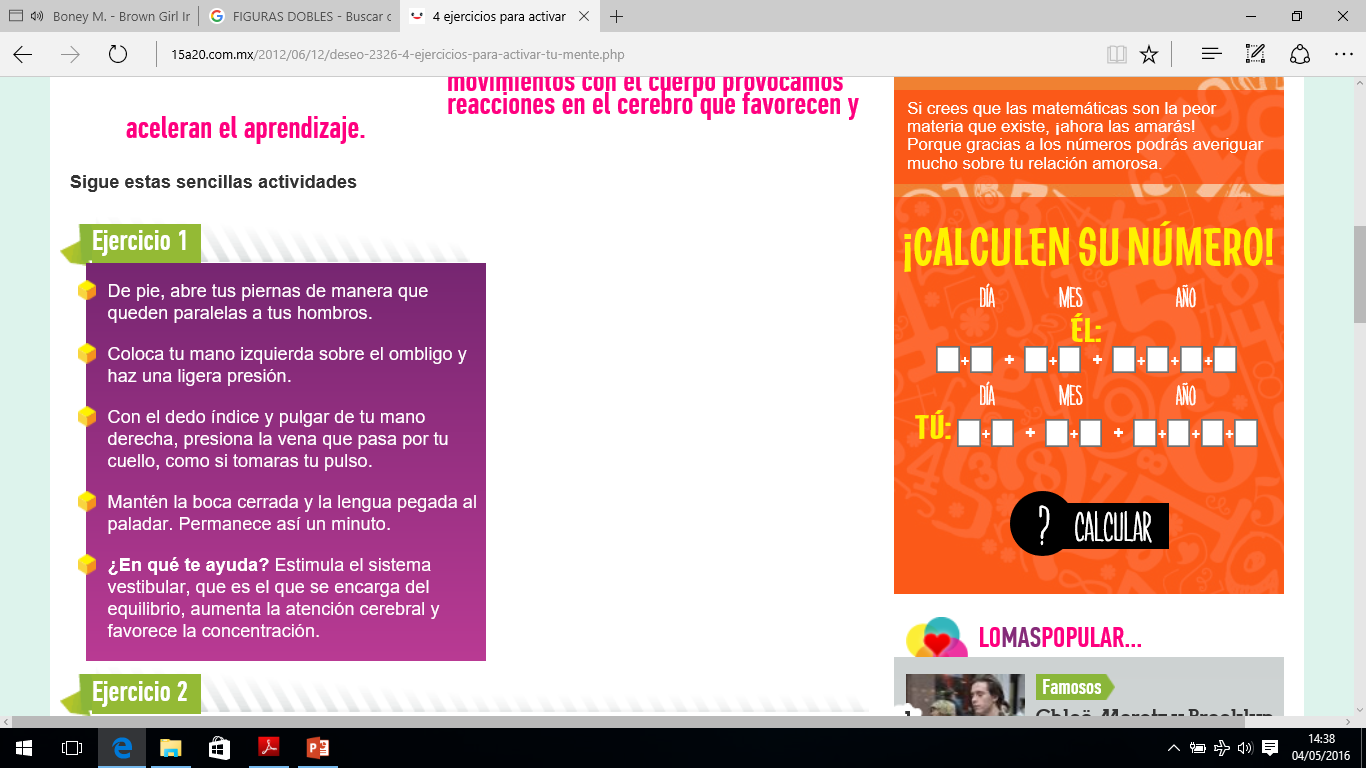 Boney M. - Brown Girl Ir
FIGURAS DOBLES - Buscar c
4 ejercicios para activar
15a20.com.mx/2012/06/12/deseo-2326-4-ejercicios-para-activar-tu-mente.php
movimientos con el cuerpo provocamos
reacciones en el cerebro que favorecen y
aceleran el aprendizaje.
Sigue estas sencillas actividades
Ejercicio 1
De pie, abre tus piernas de manera que
queden paralelas a tus hombros.
Coloca tu mano izquierda sobre el ombligo y
haz una ligera presión.
Con el dedo índice y pulgar de tu mano
derecha, presiona la vena que pasa por tu
cuello, como si tomaras tu pulso.
Mantén la boca cerrada y la lengua pegada al
paladar. Permanece así un minuto.
¿En qué te ayuda? Estimula el sistema
vestibular, que es el que se encarga del
equilibrio, aumenta la atención cerebral y
favorece la concentración.
Ejercicio 2
Si crees que las matemáticas son la peor
materia que existe, ¡ahora las amarás!
Porque gracias a los números podrás averiguar
mucho sobre tu relación amorosa.
¡CALCULEN SU NÚMERO!
DÍA MES AÑO
ÉL:
+ + + + + + +
DÍA MES AÑO
TÚ: + + + + + + +
? CALCULAR
LOMASPOPULAR...
Famosos
Chloë Moretz y Brooklyn
14:38
04/05/2016